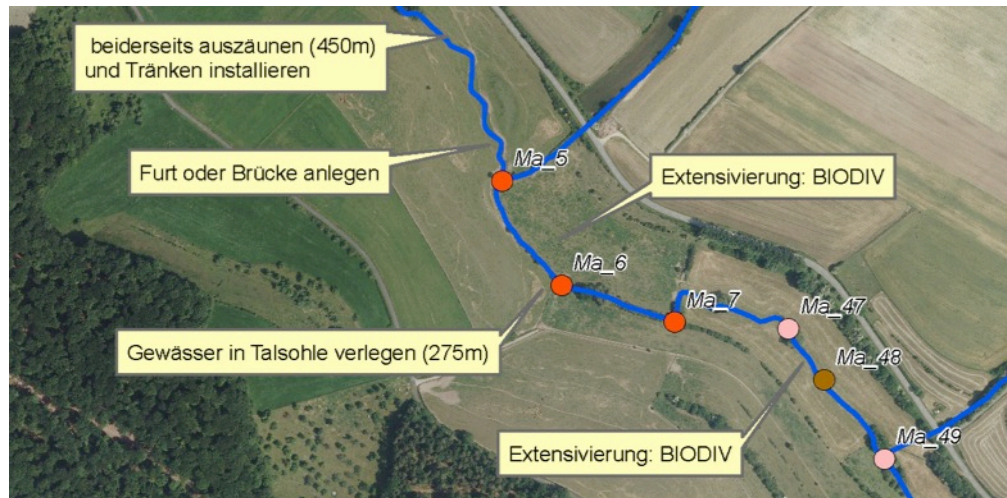 beiderseits auszäunen (450m)
und Tränken installieren
Furt oder Brücke anlegen
Ma_5
Extensivierung: BIODIV
Ma_6
Ma_7
Ma_47
Gewässer in Talsohle verlegen (275m)
Ma_48
Ma_49
Extensivierung: BIODIV